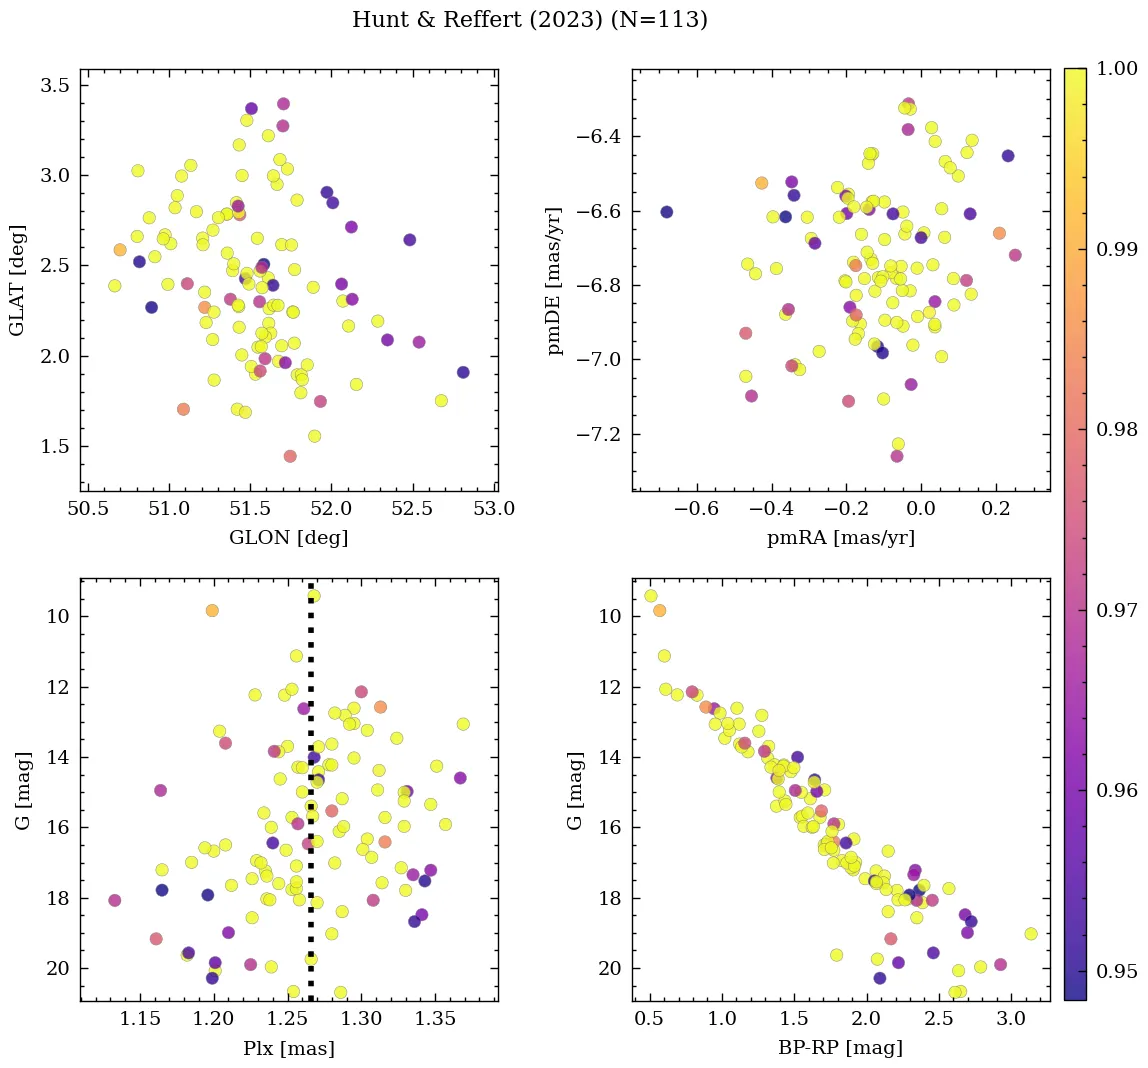 Hunt & Reffert (2023) (N=113)
3.5
3.0
2.5
2.0
1.5
GLAT [deg]
50.5 51.0 51.5 52.0 52.5 53.0
GLON [deg]
−6.4
−6.6
−6.8
−7.0
−7.2
pmDE [mas/yr]
−0.6 −0.4 −0.2 0.0 0.2
pmRA [mas/yr]
10
12
14
16
18
20
G [mag]
1.15 1.20 1.25 1.30 1.35
Plx [mas]
10
12
14
16
18
20
G [mag]
0.5 1.0 1.5 2.0 2.5 3.0
BP-RP [mag]
1.00
0.99
0.98
0.97
0.96
0.95